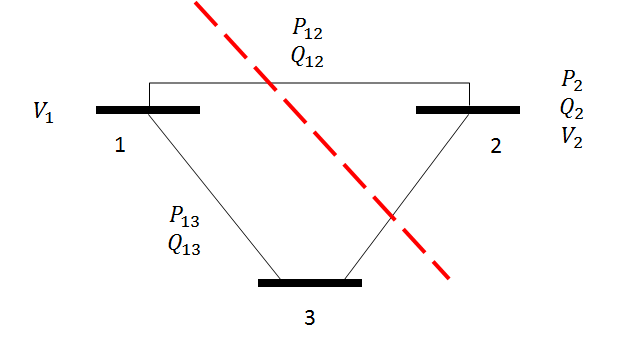 P₁₂
Q₁₂
P₂
Q₂
V₂
V₁
1
2
P₁₃
Q₁₃
3